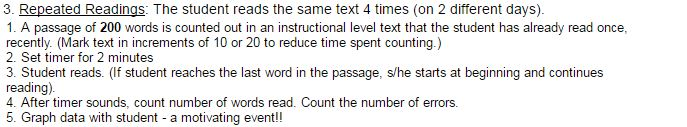 3. Repeated Readings: The student reads the same text 4 times (on 2 different days).
1. A passage of 200 words is counted out in an instructional level text that the student has already read once,
recently. (Mark text in increments of 10 or 20 to reduce time spent counting.)
2. Set timer for 2 minutes
3. Student reads. (If student reaches the last word in the passage, s/he starts at beginning and continues
reading).
4. After timer sounds, count number of words read. Count the number of errors.
5. Graph data with student - a motivating event!!